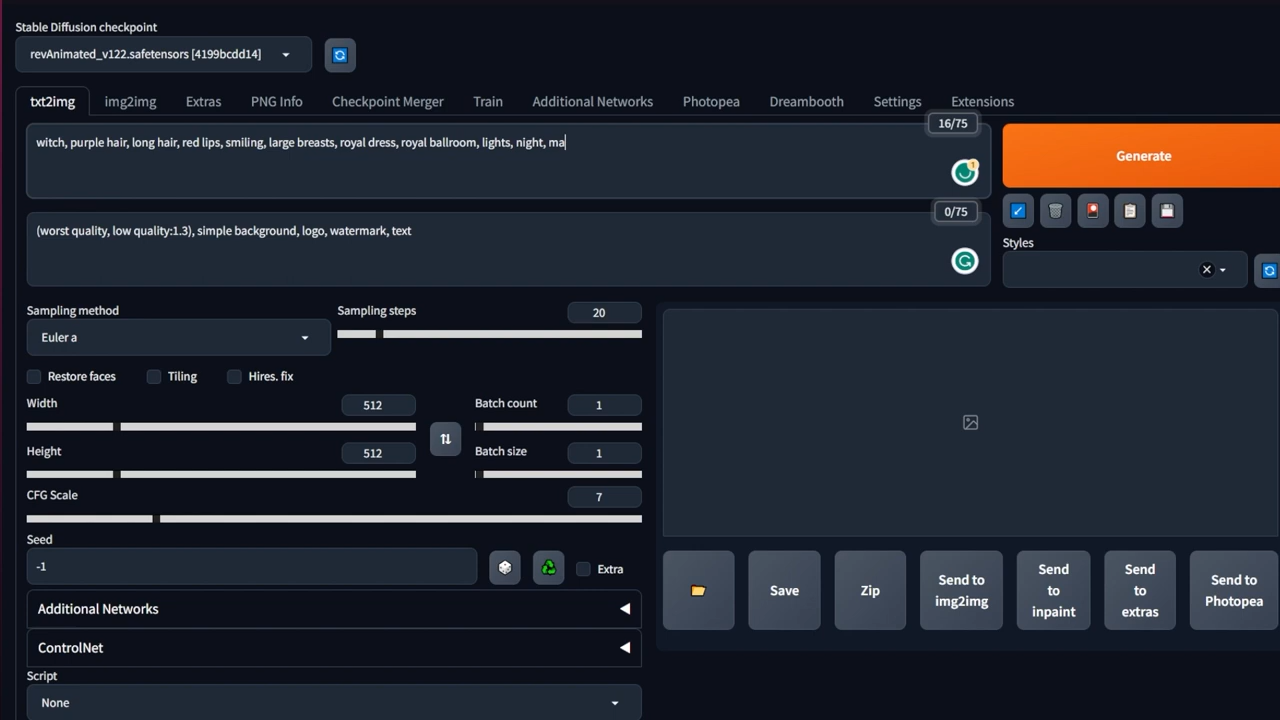 Stable Diffusion checkpoint
revAnimated_v122.safetensors [4199bcdd14]
txt2img img2img Extras PNG Info Checkpoint Merger Train Additional Networks Photopea Dreambooth Settings Extensions
16/75
witch, purple hair, long hair, red lips, smiling, large breasts, royal dress, royal ballroom, lights, night, ma
Generate
0/75
(worst quality, low quality:1.3), simple background, logo, watermark, text
Styles
Sampling method
Euler a
Sampling steps
20
Restore faces
Tiling
Hires. fix
Width
512
Batch count
1
Height
512
Batch size
1
CFG Scale
7
Seed
-1
Extra
Additional Networks
ControlNet
Script
None
Save
Zip
Send to
img2img
Send
to
inpaint
Send
to
extras
Send to
Photopea